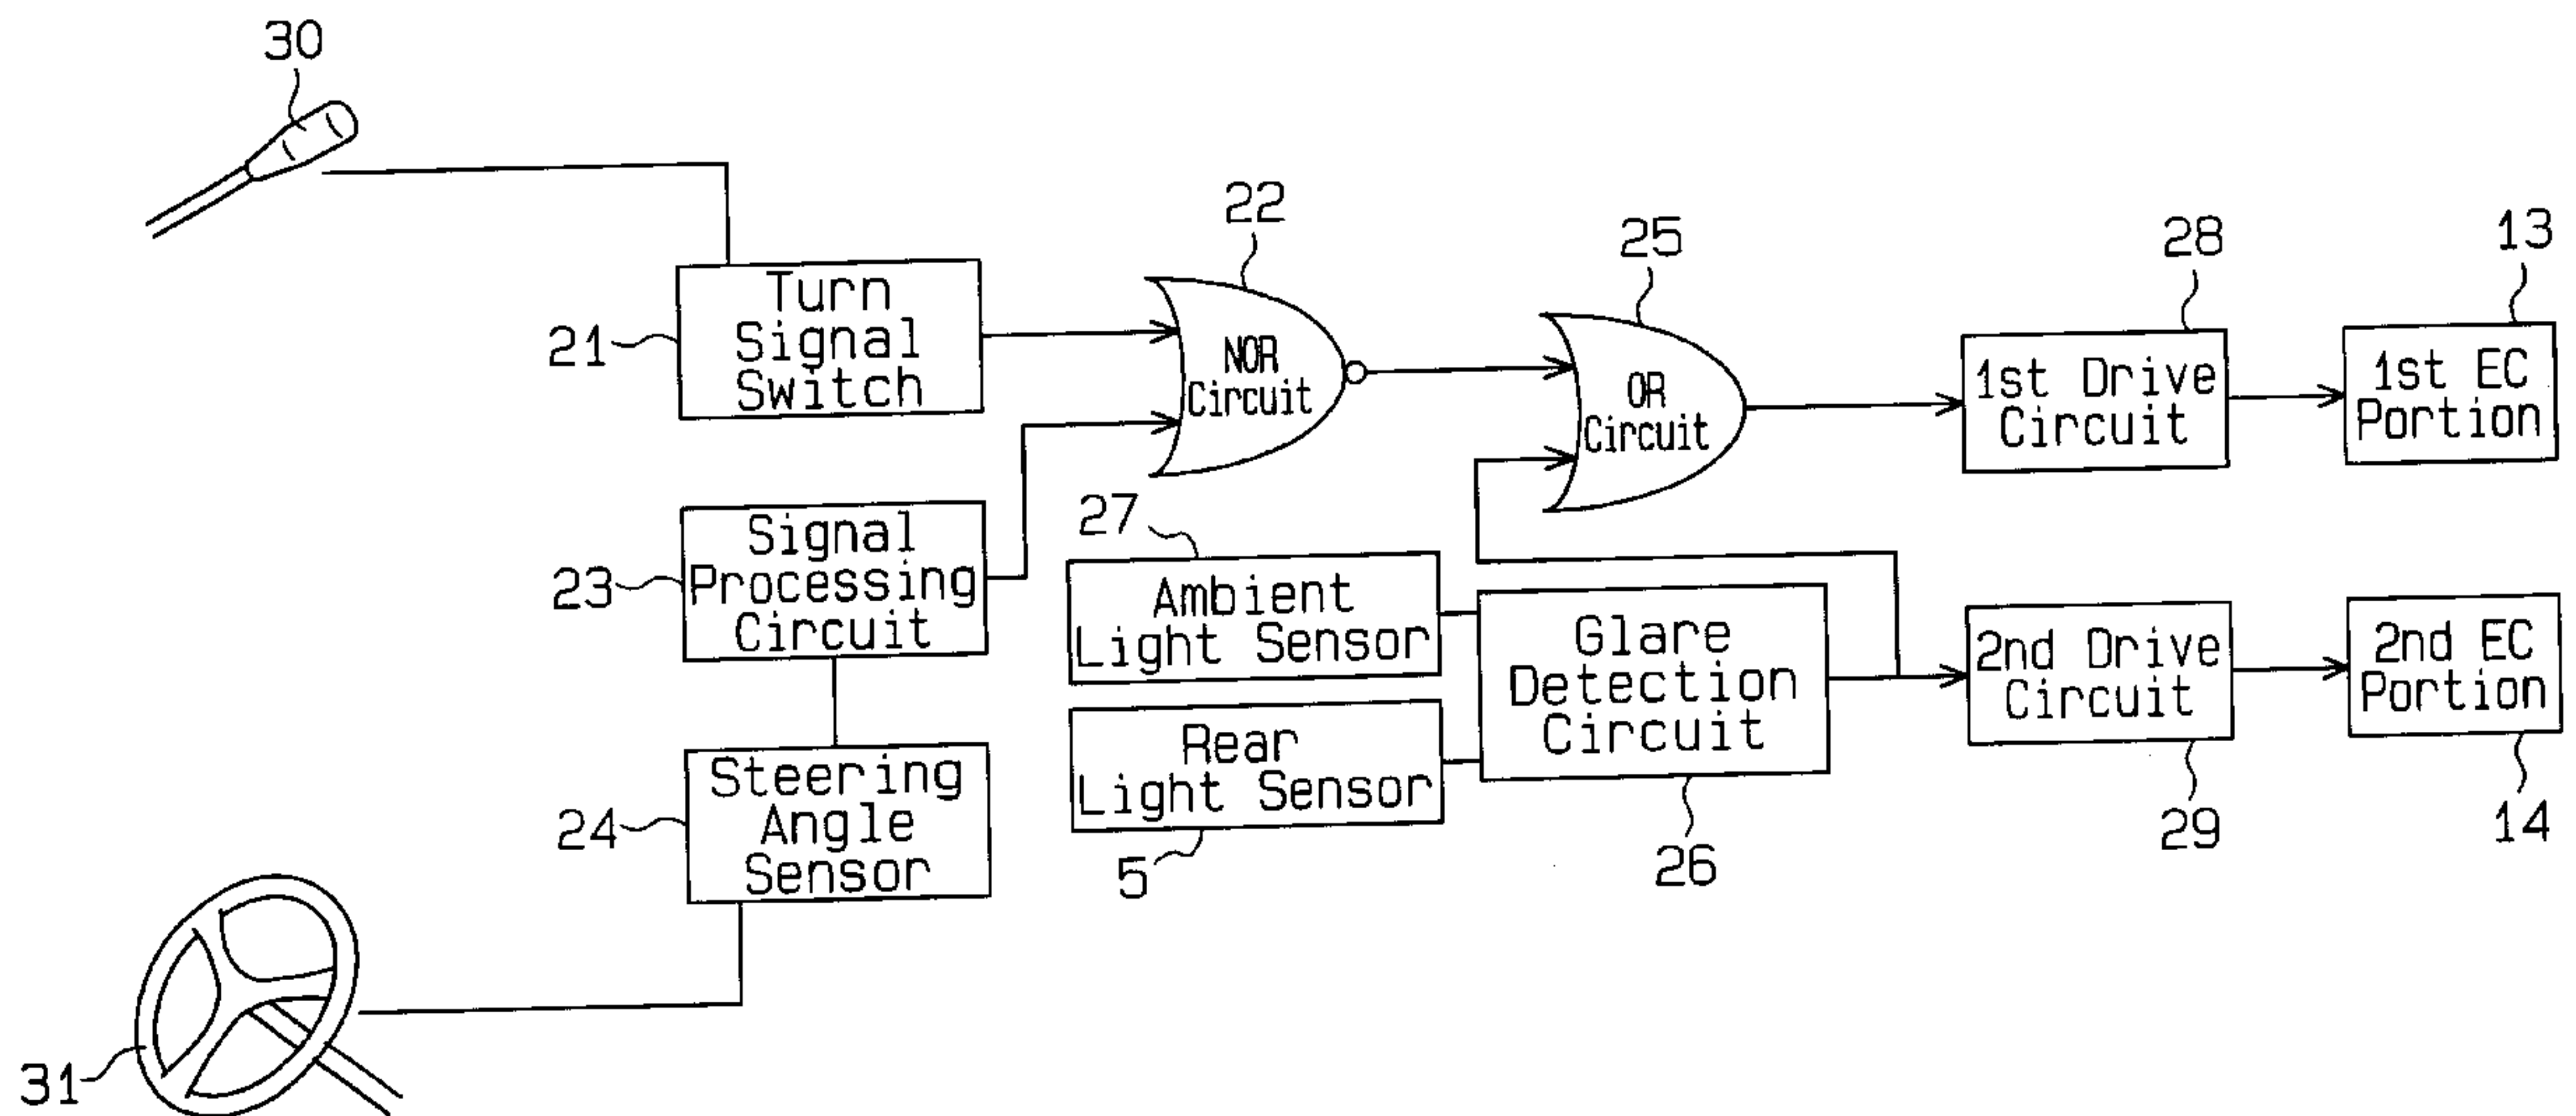 30
21
Turn
Signal
Switch
22
NOR
Circuit
25
OR
Circuit
28
1st Drive
Circuit
13
1st EC
Portion
23
Signal
Processing
Circuit
27
Ambient
Light Sensor
Glare
Detection
Circuit
26
2nd Drive
Circuit
29
2nd EC
Portion
14
Rear
Light Sensor
5
24
Steering
Angle
Sensor
31